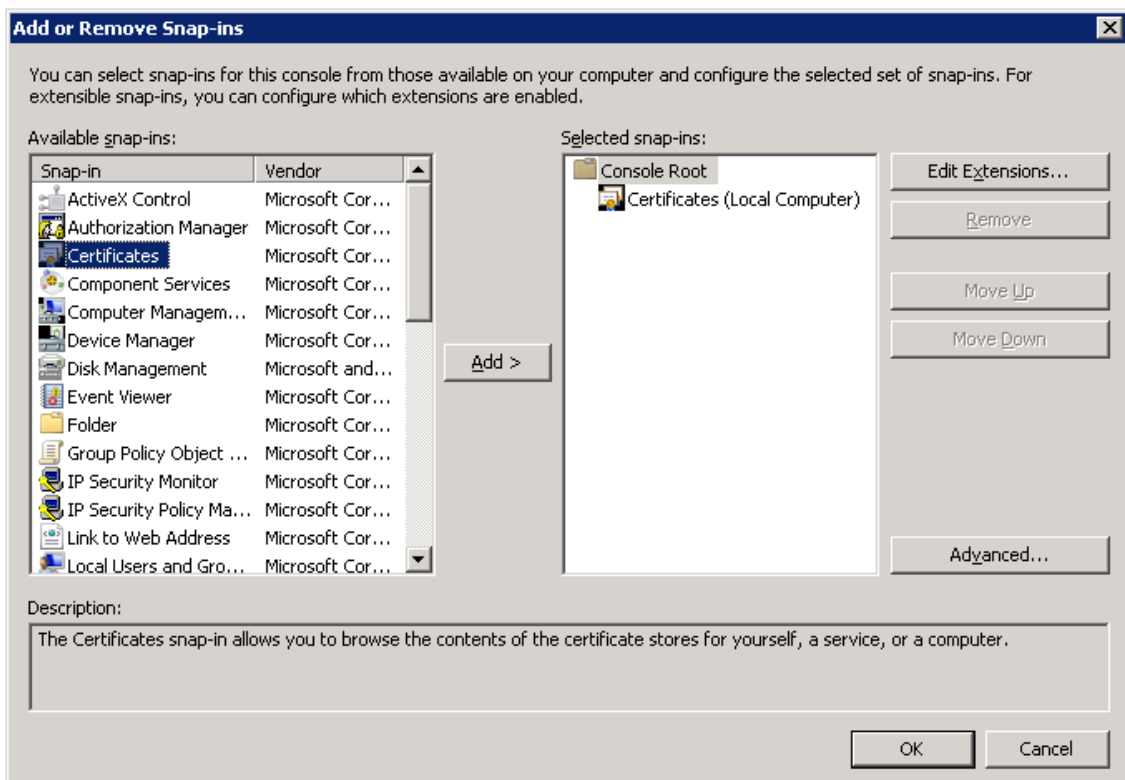 Add or Remove Snap-ins
You can select snap-ins for this console from those available on your computer and configure the selected set of snap-ins. For
extensible snap-ins, you can configure which extensions are enabled.
Available snap-ins:
Snap-in Vendor
ActiveX Control Microsoft Cor...
Authorization Manager Microsoft Cor...
Certificates Microsoft Cor...
Component Services Microsoft Cor...
Computer Managem... Microsoft Cor...
Device Manager Microsoft Cor...
Disk Management Microsoft and...
Event Viewer Microsoft Cor...
Folder Microsoft Cor...
Group Policy Object ... Microsoft Cor...
IP Security Monitor Microsoft Cor...
IP Security Policy Ma... Microsoft Cor...
Link to Web Address Microsoft Cor...
Local Users and Gro... Microsoft Cor...
Add >
Selected snap-ins:
Console Root
Certificates (Local Computer)
Edit Extensions...
Remove
Move Up
Move Down
Advanced...
Description:
The Certificates snap-in allows you to browse the contents of the certificate stores for yourself, a service, or a computer.
OK
Cancel